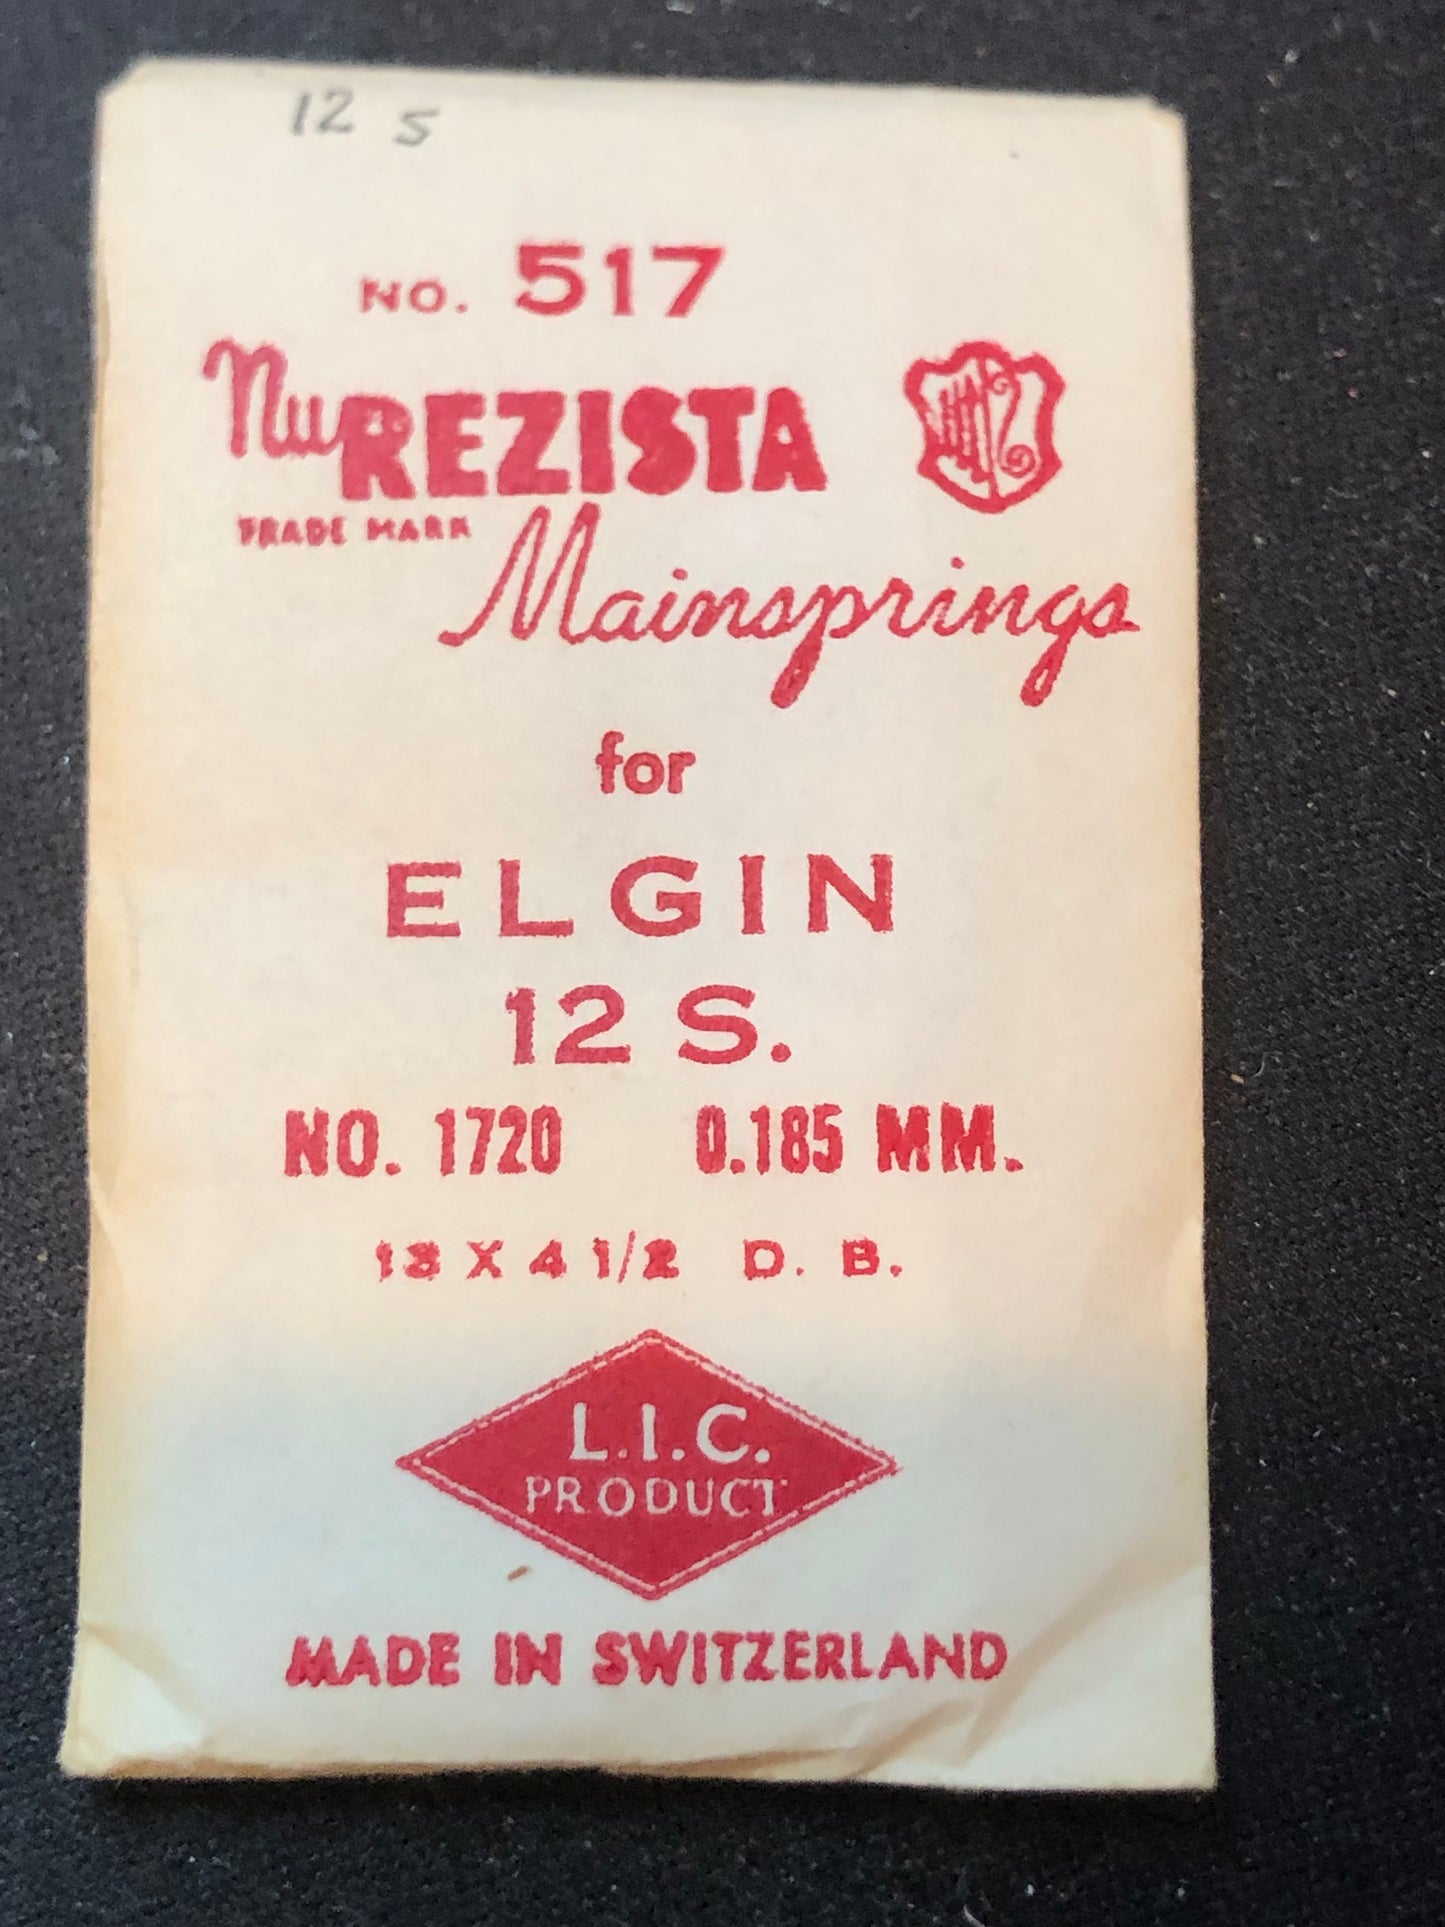 12 S
NO. 517
NuREZISTA
TRADE MARK
Mainsprings
for
ELGIN
12 S.
NO. 1720 0.185 MM.
13 X 4 1/2 D. B.
L.I.C.
PRODUCT
MADE IN SWITZERLAND